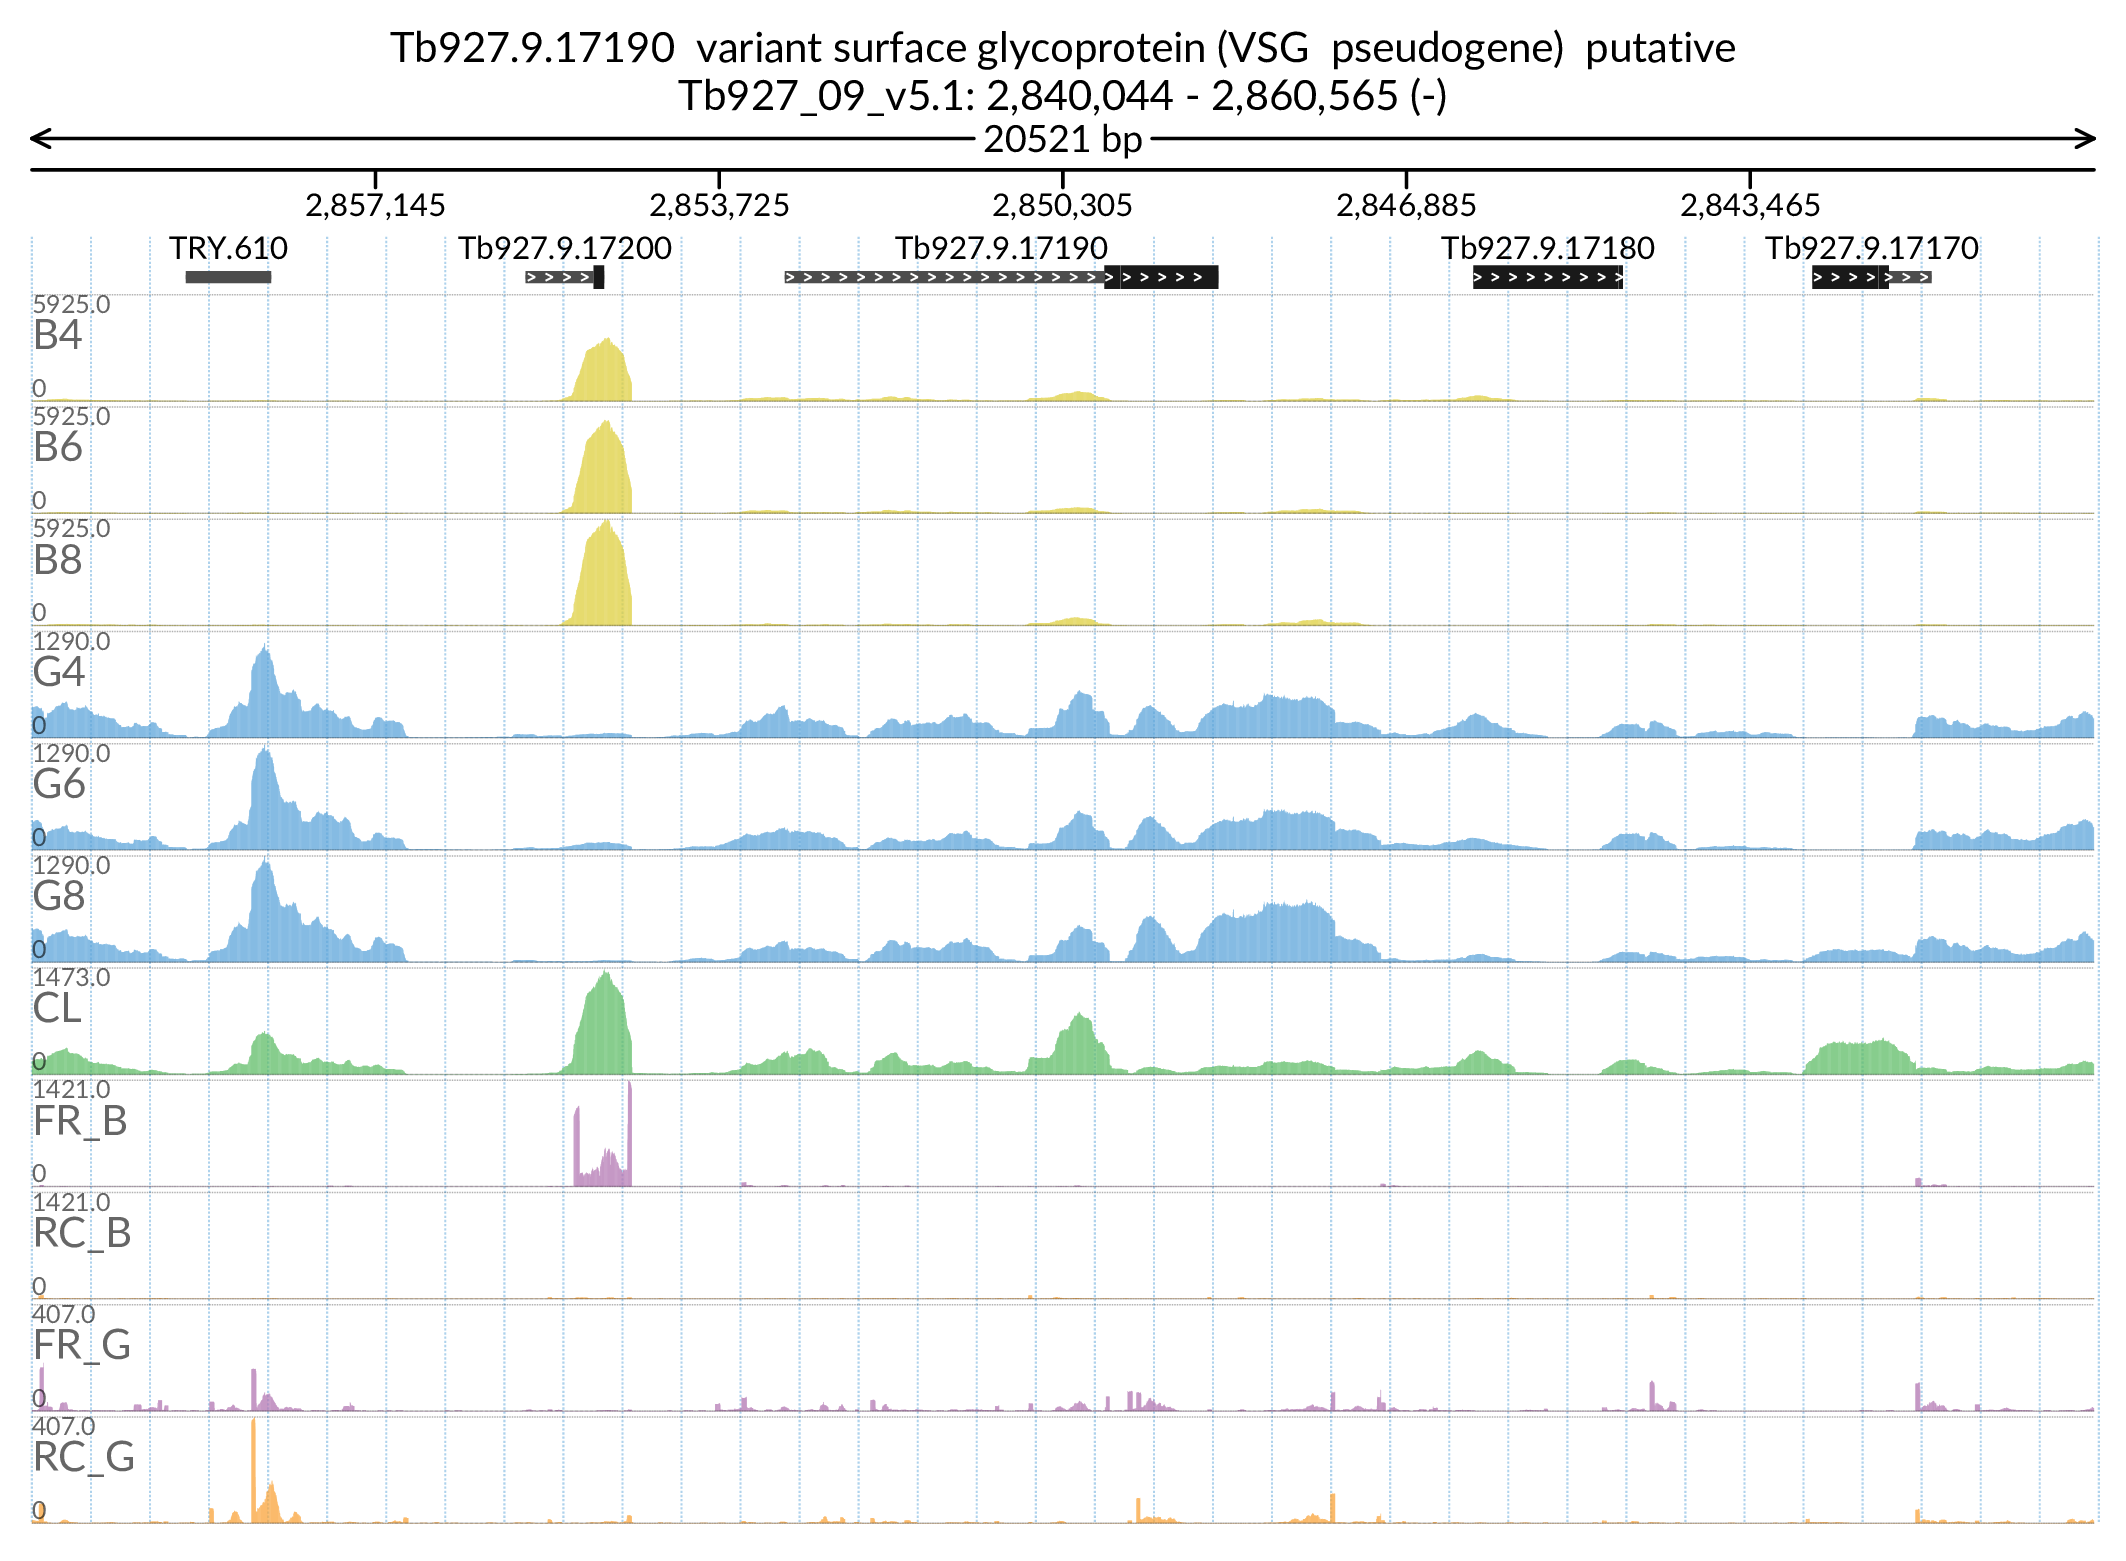 Tb927.9.17190 variant surface glycoprotein (VSG pseudogene) putative
Tb927_09_v5.1: 2,840,044 - 2,860,565 (-)
20521 bp
2,857,145 2,853,725 2,850,305 2,846,885 2,843,465
TRY.610 Tb927.9.17200 Tb927.9.17190 Tb927.9.17180 Tb927.9.17170
5925.0
B4
0
5925.0
B6
0
5925.0
B8
0
1290.0
G4
0
1290.0
G6
0
1290.0
G8
0
1473.0
CL
0
1421.0
FR_B
0
1421.0
RC_B
0
407.0
FR_G
0
407.0
RC_G
0